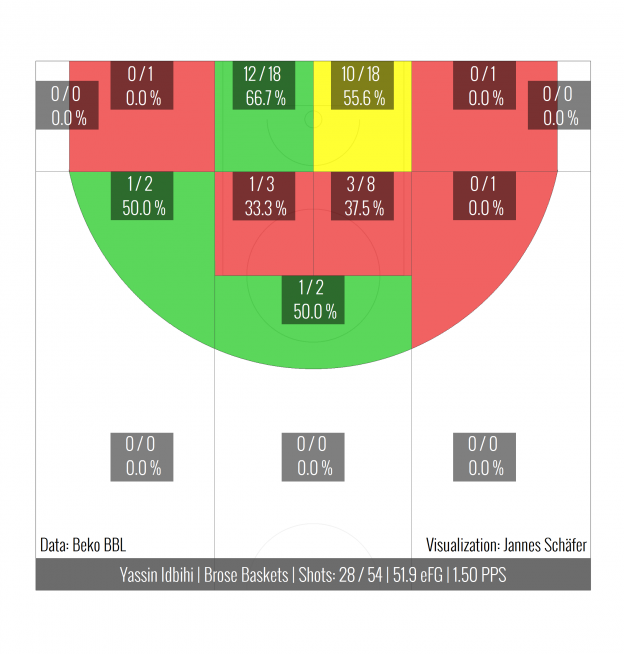 0 / 1
12 / 18
10 / 18
0 / 1
0 / 0
0.0 %
66.7 %
55.6 %
0.0 %
0 / 0
0.0 %
0.0 %
1 / 2
1 / 3
3 / 8
0 / 1
50.0 %
33.3 %
37.5 %
0.0 %
1 / 2
50.0 %
0 / 0
0 / 0
0 / 0
0.0 %
0.0 %
0.0 %
Data: Beko BBL
Visualization: Jannes Schäfer
Yassin Idbihi | Brose Baskets | Shots: 28 / 54 | 51.9 eFG | 1.50 PPS